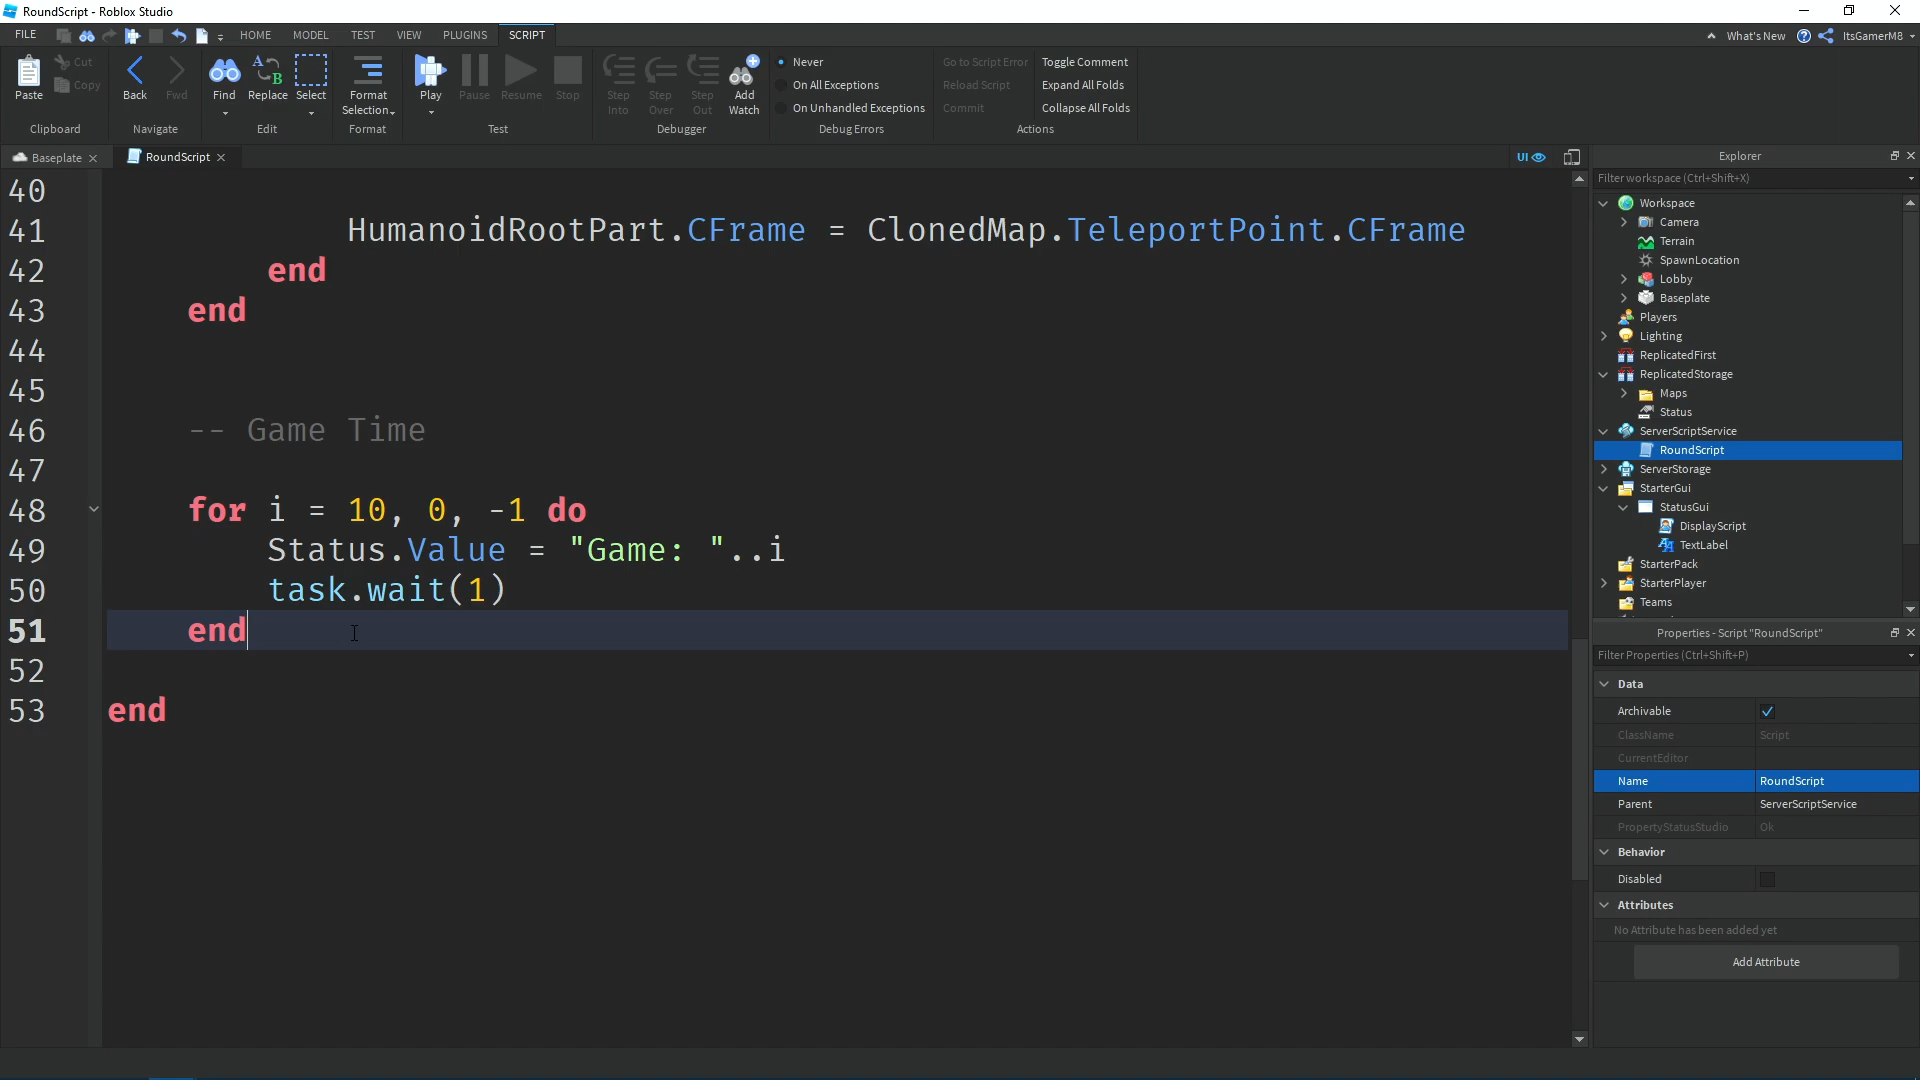 RoundScript - Roblox Studio
FILE HOME MODEL TEST VIEW PLUGINS SCRIPT What's New ItsGamerM8
Paste Cut Copy Back Fwd Find Replace Select Format Selection Play Pause Resume Stop Step Into Step Over Step Out Add Watch
Never
On All Exceptions
On Unhandled Exceptions
Go to Script Error
Reload Script
Commit
Toggle Comment
Expand All Folds
Collapse All Folds
Clipboard Navigate Edit Format Test Debugger Debug Errors Actions
Baseplate RoundScript UI
40
41 HumanoidRootPart.CFrame = ClonedMap.TeleportPoint.CFrame
42 end
43 end
44
45
46 -- Game Time
47
48 for i = 10, 0, -1 do
49 Status.Value = "Game: "..i
50 task.wait(1)
51 end
52
53 end
Explorer
Filter workspace (Ctrl+Shift+X)
Workspace
Camera
Terrain
SpawnLocation
Lobby
Baseplate
Players
Lighting
ReplicatedFirst
ReplicatedStorage
Maps
Status
ServerScriptService
RoundScript
ServerStorage
StarterGui
StatusGui
DisplayScript
TextLabel
StarterPack
StarterPlayer
Teams
Properties - Script "RoundScript"
Filter Properties (Ctrl+Shift+P)
Data
Archivable
ClassName Script
CurrentEditor
Name RoundScript
Parent ServerScriptService
PropertyStatusStudio Ok
Behavior
Disabled
Attributes
No Attribute has been added yet
Add Attribute